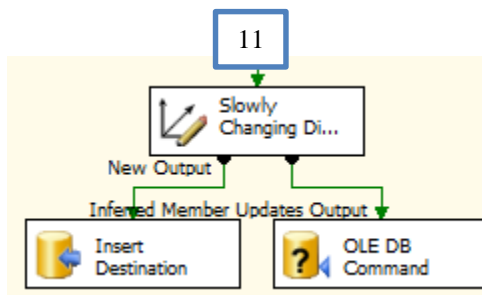 11
Slowly
Changing Di...
New Output
Inferred Member Updates Output
Insert
Destination
?
OLE DB
Command